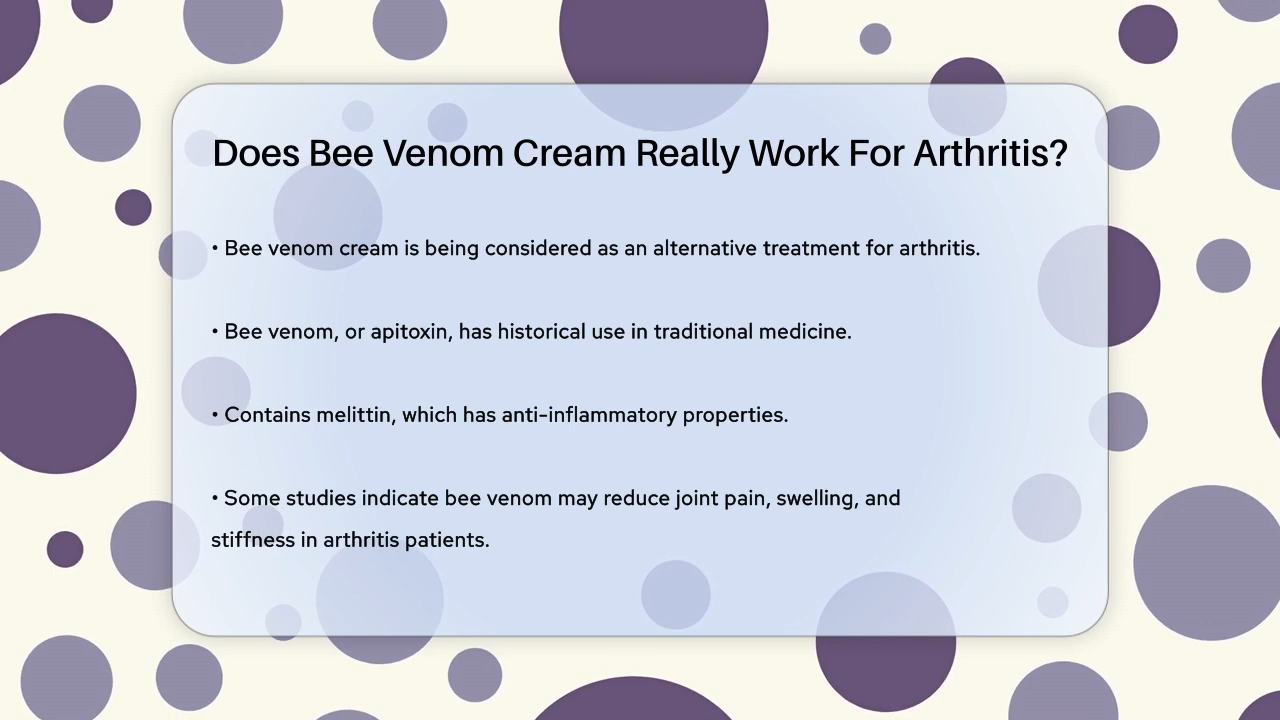 Does Bee Venom Cream Really Work For Arthritis?
• Bee venom cream is being considered as an alternative treatment for arthritis.
• Bee venom, or apitoxin, has historical use in traditional medicine.
• Contains melittin, which has anti-inflammatory properties.
• Some studies indicate bee venom may reduce joint pain, swelling, and
stiffness in arthritis patients.